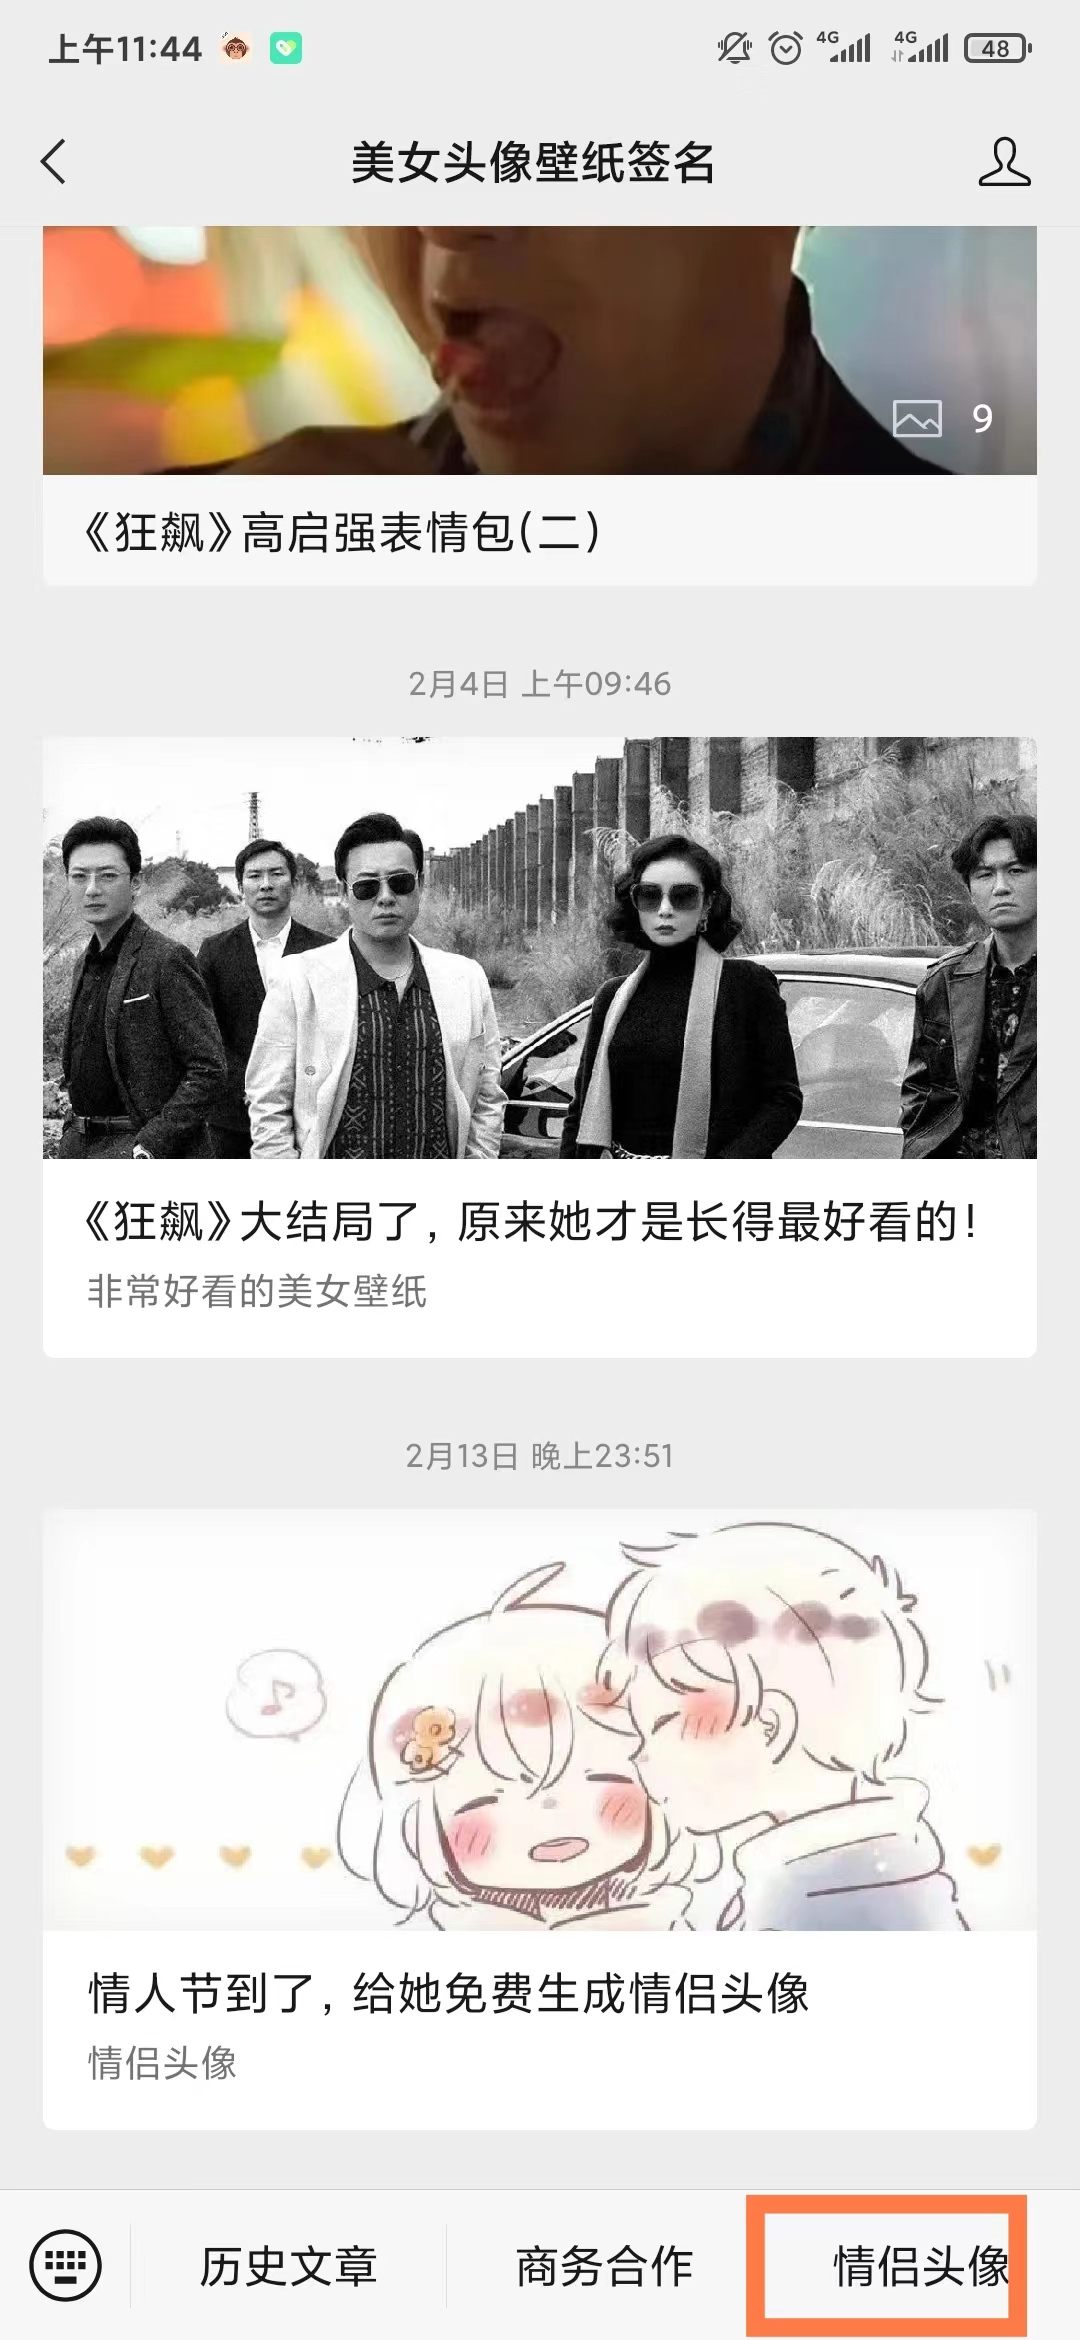 上午11:44
4G 4G 48
美女头像壁纸签名
9
《狂飙》高启强表情包(二)
2月4日 上午09:46
《狂飙》大结局了, 原来她才是长得最好看的!
非常好看的美女壁纸
2月13日 晚上23:51
情人节到了, 给她免费生成情侣头像
情侣头像
历史文章
商务合作
情侣头像